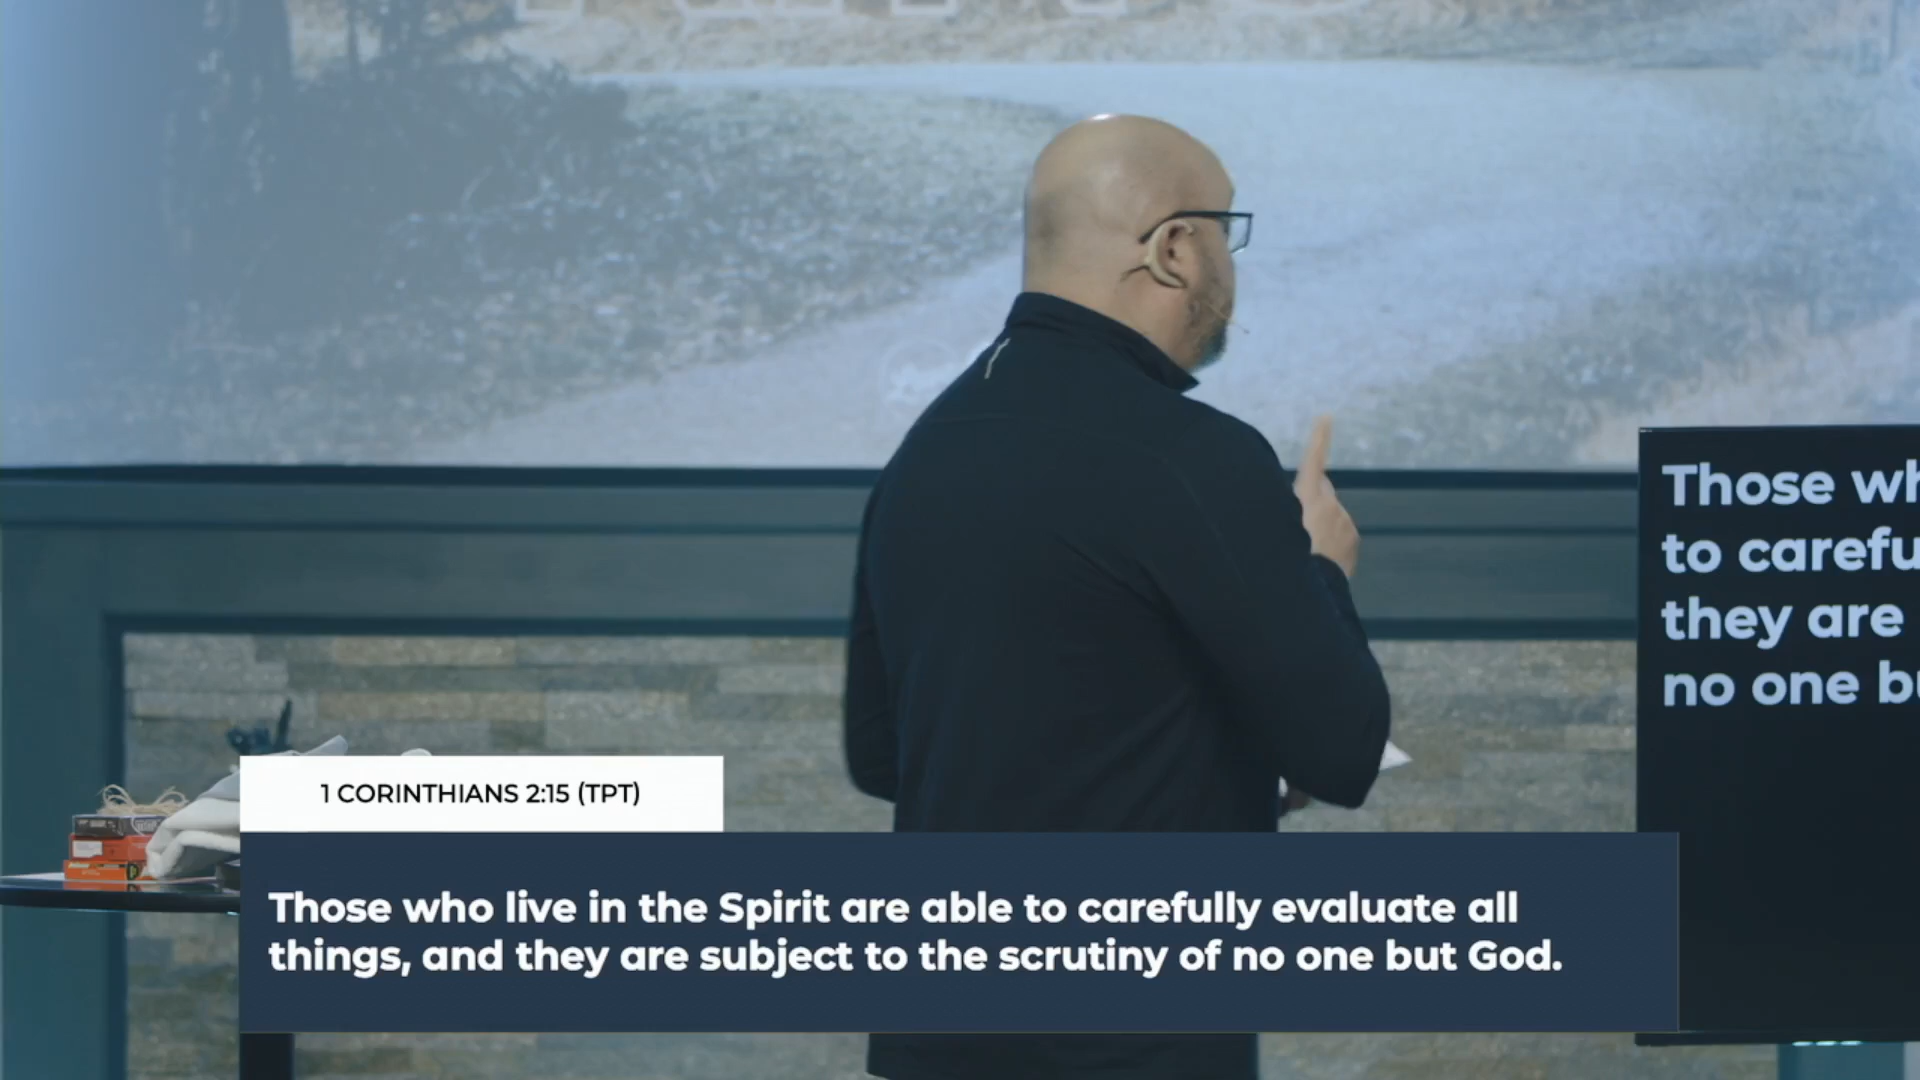 1 CORINTHIANS 2:15 (TPT)
Those who live in the Spirit are able to carefully evaluate all
things, and they are subject to the scrutiny of no one but God.
Those wh
to carefu
they are
no one bu